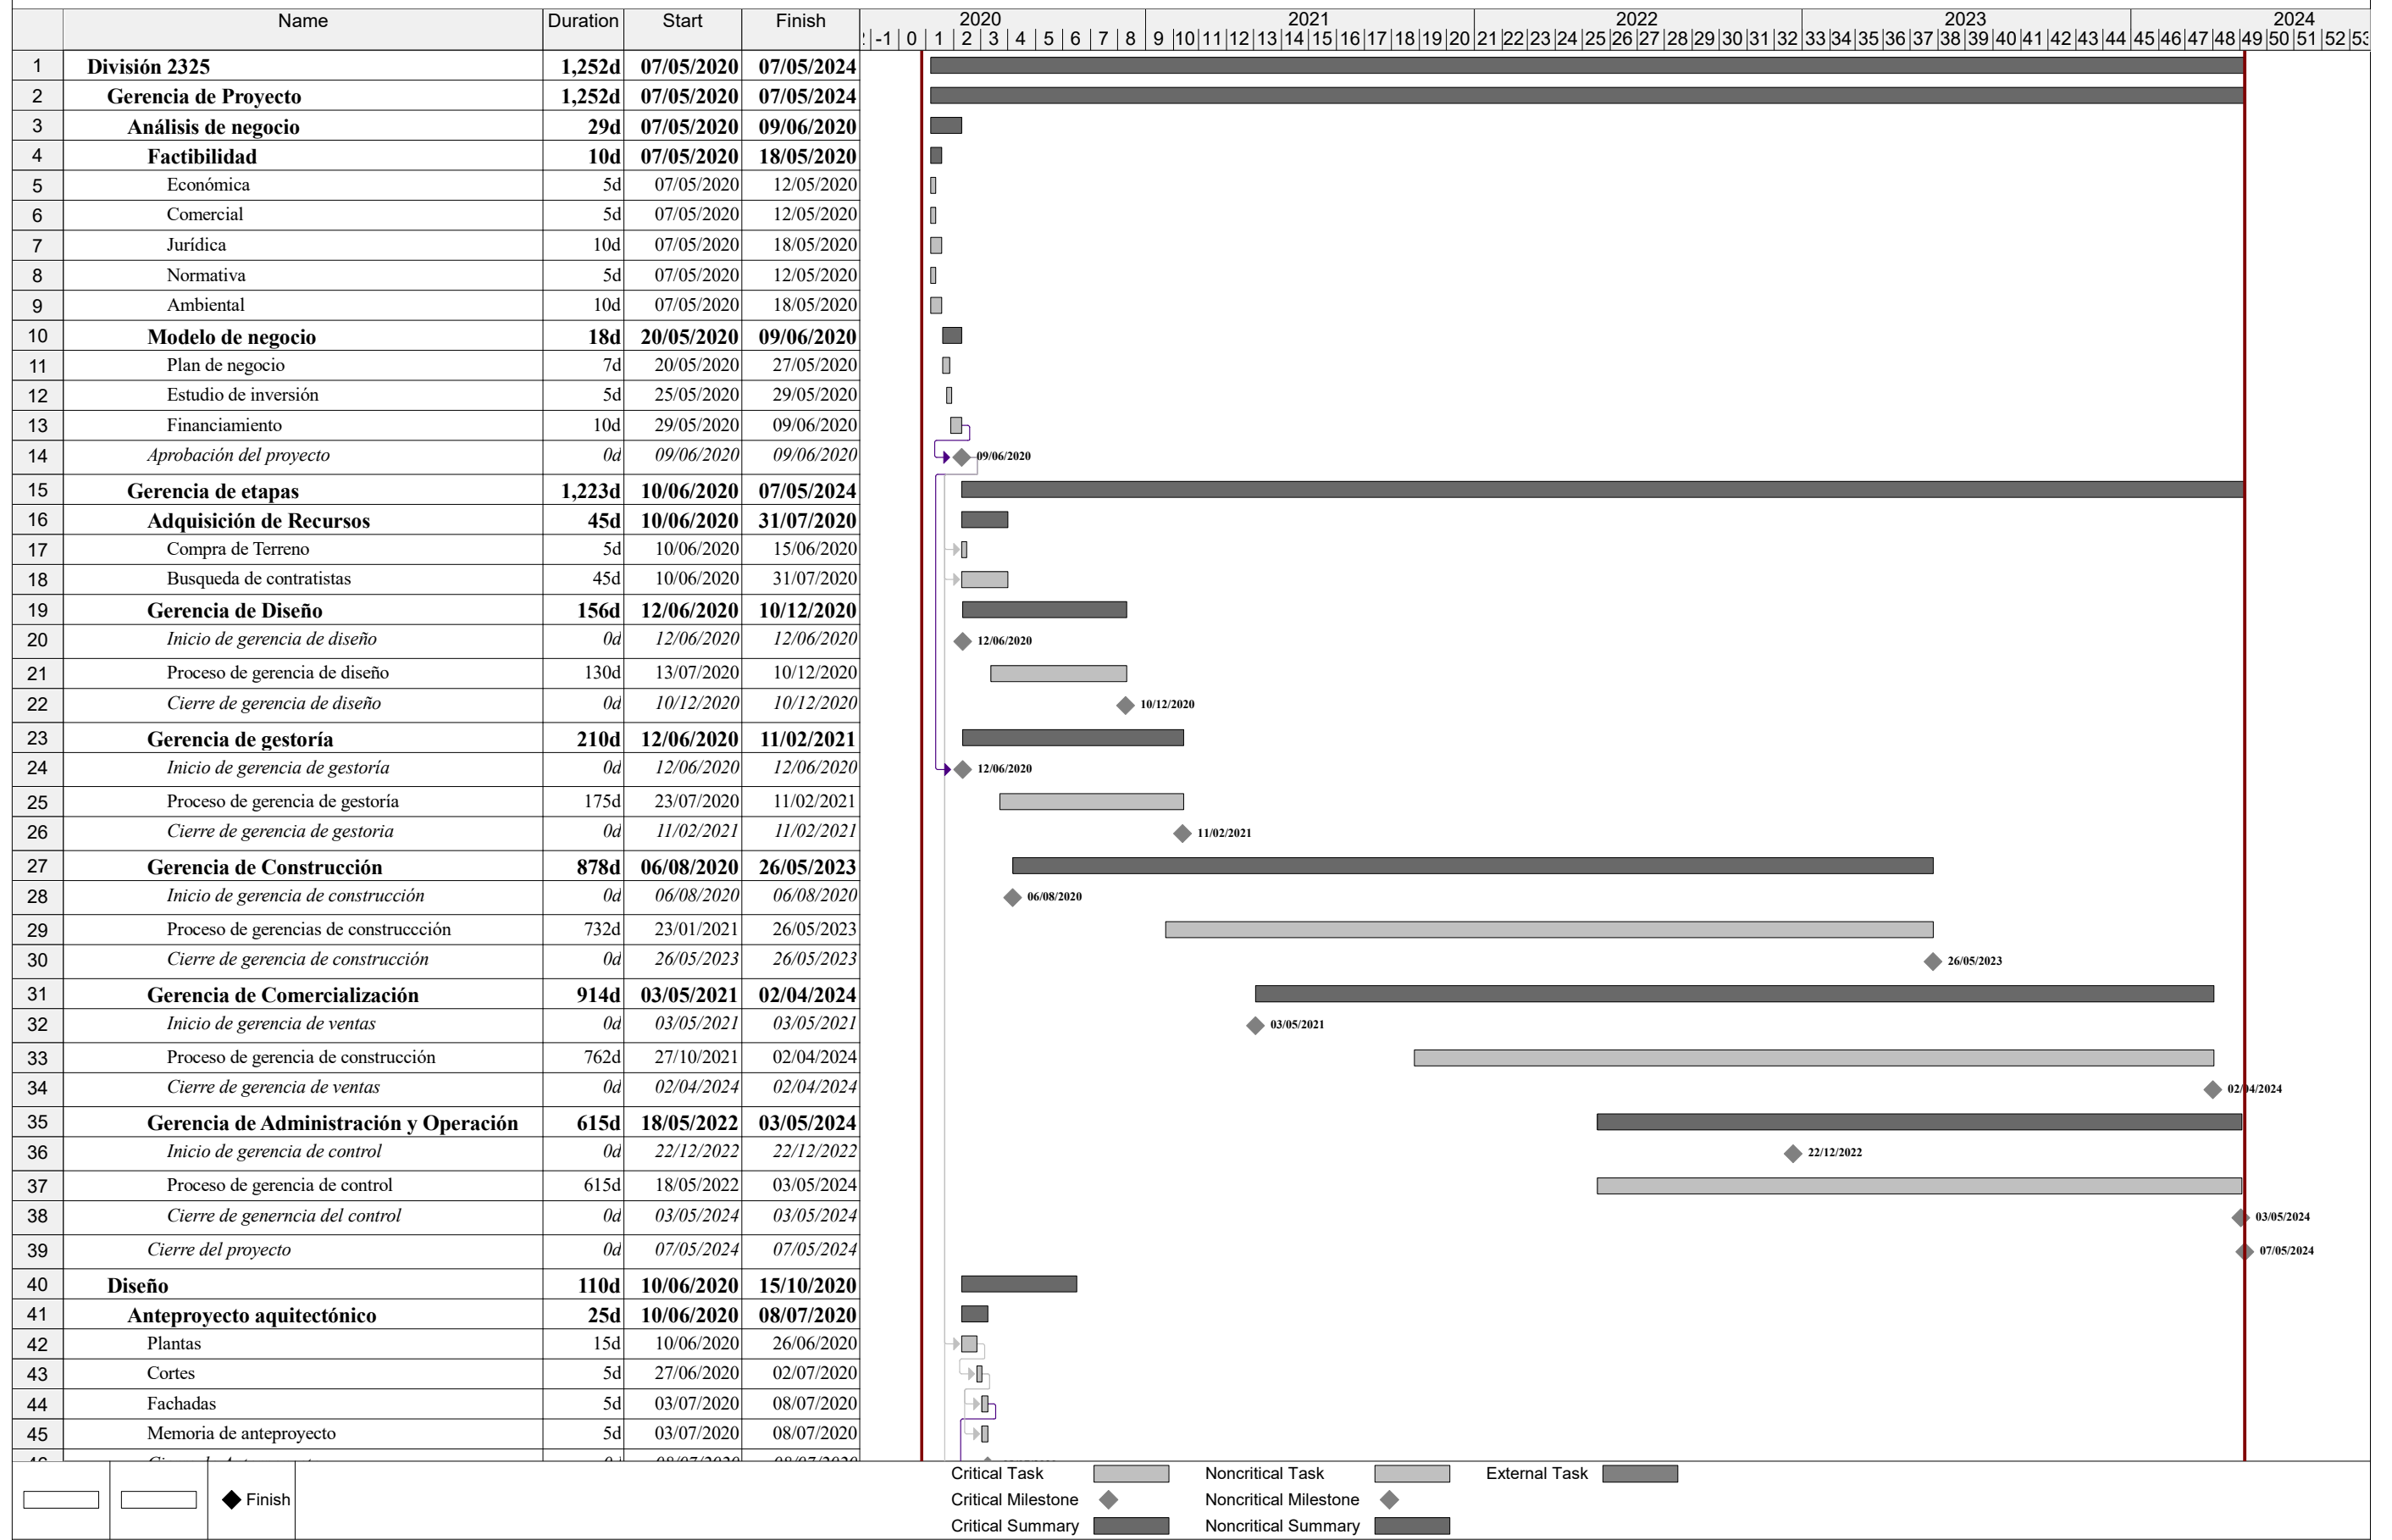 Name Duration Start Finish 2020 2021 2022 2023 2024
-1 0 1 2 3 4 5 6 7 8 9 10 11 12 13 14 15 16 17 18 19 20 21 22 23 24 25 26 27 28 29 30 31 32 33 34 35 36 37 38 39 40 41 42 43 44 45 46 47 48 49 50 51 52 53
1 División 2325 1,252d 07/05/2020 07/05/2024
2 Gerencia de Proyecto 1,252d 07/05/2020 07/05/2024
3 Análisis de negocio 29d 07/05/2020 09/06/2020
4 Factibilidad 10d 07/05/2020 18/05/2020
5 Económica 5d 07/05/2020 12/05/2020
6 Comercial 5d 07/05/2020 12/05/2020
7 Jurídica 10d 07/05/2020 18/05/2020
8 Normativa 5d 07/05/2020 12/05/2020
9 Ambiental 10d 07/05/2020 18/05/2020
10 Modelo de negocio 18d 20/05/2020 09/06/2020
11 Plan de negocio 7d 20/05/2020 27/05/2020
12 Estudio de inversión 5d 25/05/2020 29/05/2020
13 Financiamiento 10d 29/05/2020 09/06/2020
14 Aprobación del proyecto 0d 09/06/2020 09/06/2020 09/06/2020
15 Gerencia de etapas 1,223d 10/06/2020 07/05/2024
16 Adquisición de Recursos 45d 10/06/2020 31/07/2020
17 Compra de Terreno 5d 10/06/2020 15/06/2020
18 Busqueda de contratistas 45d 10/06/2020 31/07/2020
19 Gerencia de Diseño 156d 12/06/2020 10/12/2020
20 Inicio de gerencia de diseño 0d 12/06/2020 12/06/2020 12/06/2020
21 Proceso de gerencia de diseño 130d 13/07/2020 10/12/2020
22 Cierre de gerencia de diseño 0d 10/12/2020 10/12/2020 10/12/2020
23 Gerencia de gestoría 210d 12/06/2020 11/02/2021
24 Inicio de gerencia de gestoría 0d 12/06/2020 12/06/2020 12/06/2020
25 Proceso de gerencia de gestoría 175d 23/07/2020 11/02/2021
26 Cierre de gerencia de gestoria 0d 11/02/2021 11/02/2021 11/02/2021
27 Gerencia de Construcción 878d 06/08/2020 26/05/2023
28 Inicio de gerencia de construcción 0d 06/08/2020 06/08/2020 06/08/2020
29 Proceso de gerencias de construccción 732d 23/01/2021 26/05/2023
30 Cierre de gerencia de construcción 0d 26/05/2023 26/05/2023 26/05/2023
31 Gerencia de Comercialización 914d 03/05/2021 02/04/2024
32 Inicio de gerencia de ventas 0d 03/05/2021 03/05/2021 03/05/2021
33 Proceso de gerencia de construcción 762d 27/10/2021 02/04/2024
34 Cierre de gerencia de ventas 0d 02/04/2024 02/04/2024 02/04/2024
35 Gerencia de Administración y Operación 615d 18/05/2022 03/05/2024
36 Inicio de gerencia de control 0d 22/12/2022 22/12/2022 22/12/2022
37 Proceso de gerencia de control 615d 18/05/2022 03/05/2024
38 Cierre de generncia del control 0d 03/05/2024 03/05/2024 03/05/2024
39 Cierre del proyecto 0d 07/05/2024 07/05/2024 07/05/2024
40 Diseño 110d 10/06/2020 15/10/2020
41 Anteproyecto aquitectónico 25d 10/06/2020 08/07/2020
42 Plantas 15d 10/06/2020 26/06/2020
43 Cortes 5d 27/06/2020 02/07/2020
44 Fachadas 5d 03/07/2020 08/07/2020
45 Memoria de anteproyecto 5d 03/07/2020 08/07/2020
Critical Task Noncritical Task External Task
Finish Critical Milestone Noncritical Milestone
Critical Summary Noncritical Summary